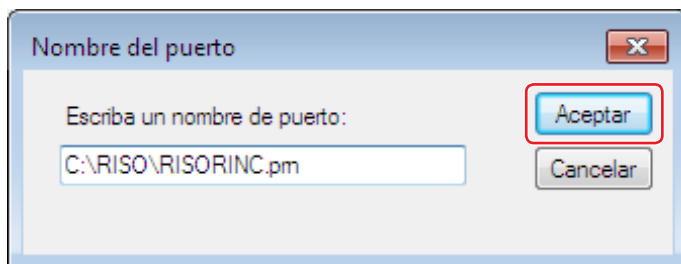 Nombre del puerto
Escriba un nombre de puerto:
Aceptar
C:\RISO\RISORINC.prn
Cancelar